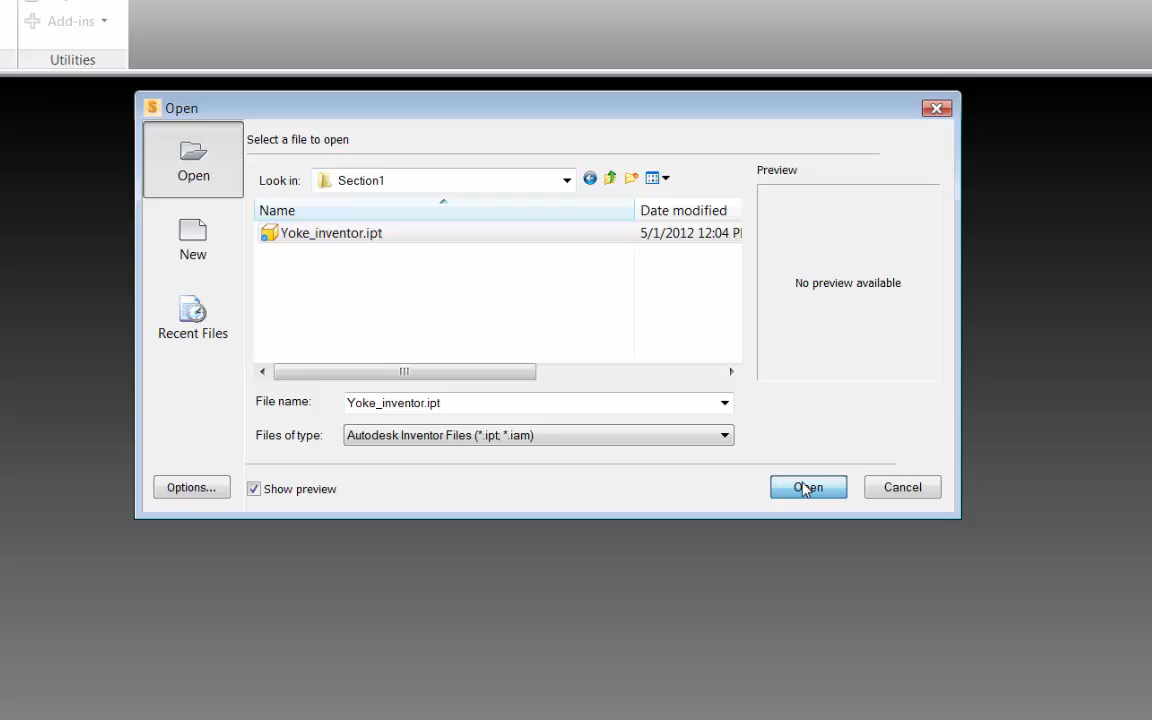 Add-ins
Utilities
S Open
Select a file to open
Open
Look in: Section1
Preview
Name Date modified
Yoke_inventor.ipt 5/1/2012 12:04 P
New
No preview available
Recent Files
File name: Yoke_inventor.ipt
Files of type: Autodesk Inventor Files (*.ipt; *.iam)
Options... Show preview Open Cancel